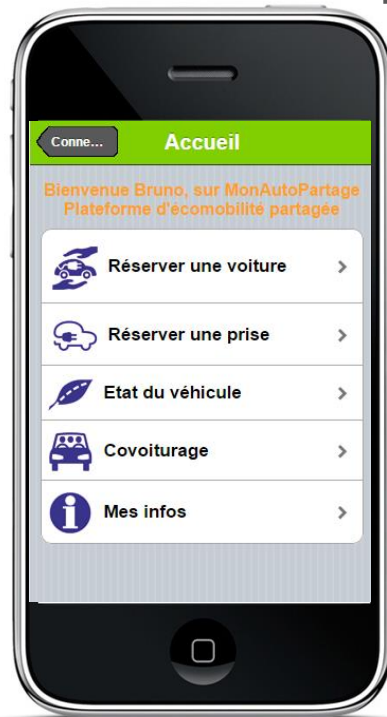 Conne...
Accueil
Bienvenue Bruno, sur MonAutoPartage
Plateforme d'écomobilité partagée
Réserver une voiture
Réserver une prise
Etat du véhicule
Covoiturage
Mes infos